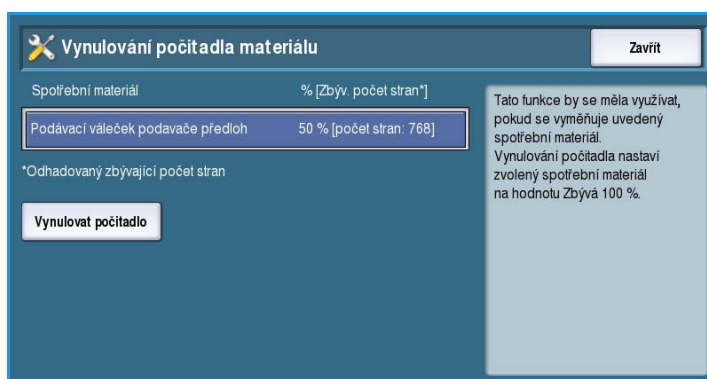 Vynulování počitadla materiálu
Zavřít
Spotřební materiál % [Zbýv. počet stran*]
Podávací váleček podavače předloh 50 % [počet stran: 768]
*Odhadovaný zbývající počet stran
Vynulovat počitadlo
Tato funkce by se měla využívat,
pokud se vyměňuje uvedený
spotřební materiál.
Vynulování počitadla nastaví
zvolený spotřební materiál
na hodnotu Zbývá 100 %.